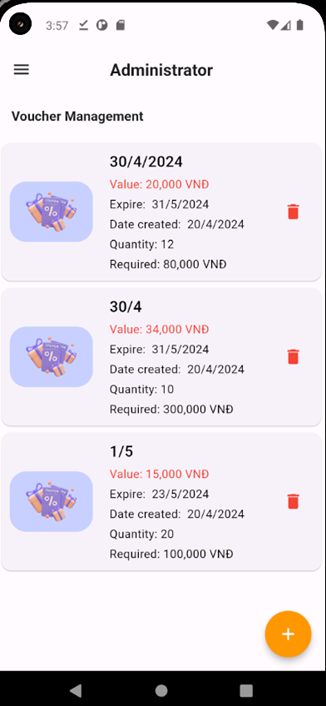 3:57
Administrator
Voucher Management
30/4/2024
Value: 20,000 VNĐ
Expire: 31/5/2024
Date created: 20/4/2024
Quantity: 12
Required: 80,000 VNĐ
30/4
Value: 34,000 VNĐ
Expire: 31/5/2024
Date created: 20/4/2024
Quantity: 10
Required: 300,000 VNĐ
1/5
Value: 15,000 VNĐ
Expire: 23/5/2024
Date created: 20/4/2024
Quantity: 20
Required: 100,000 VNĐ